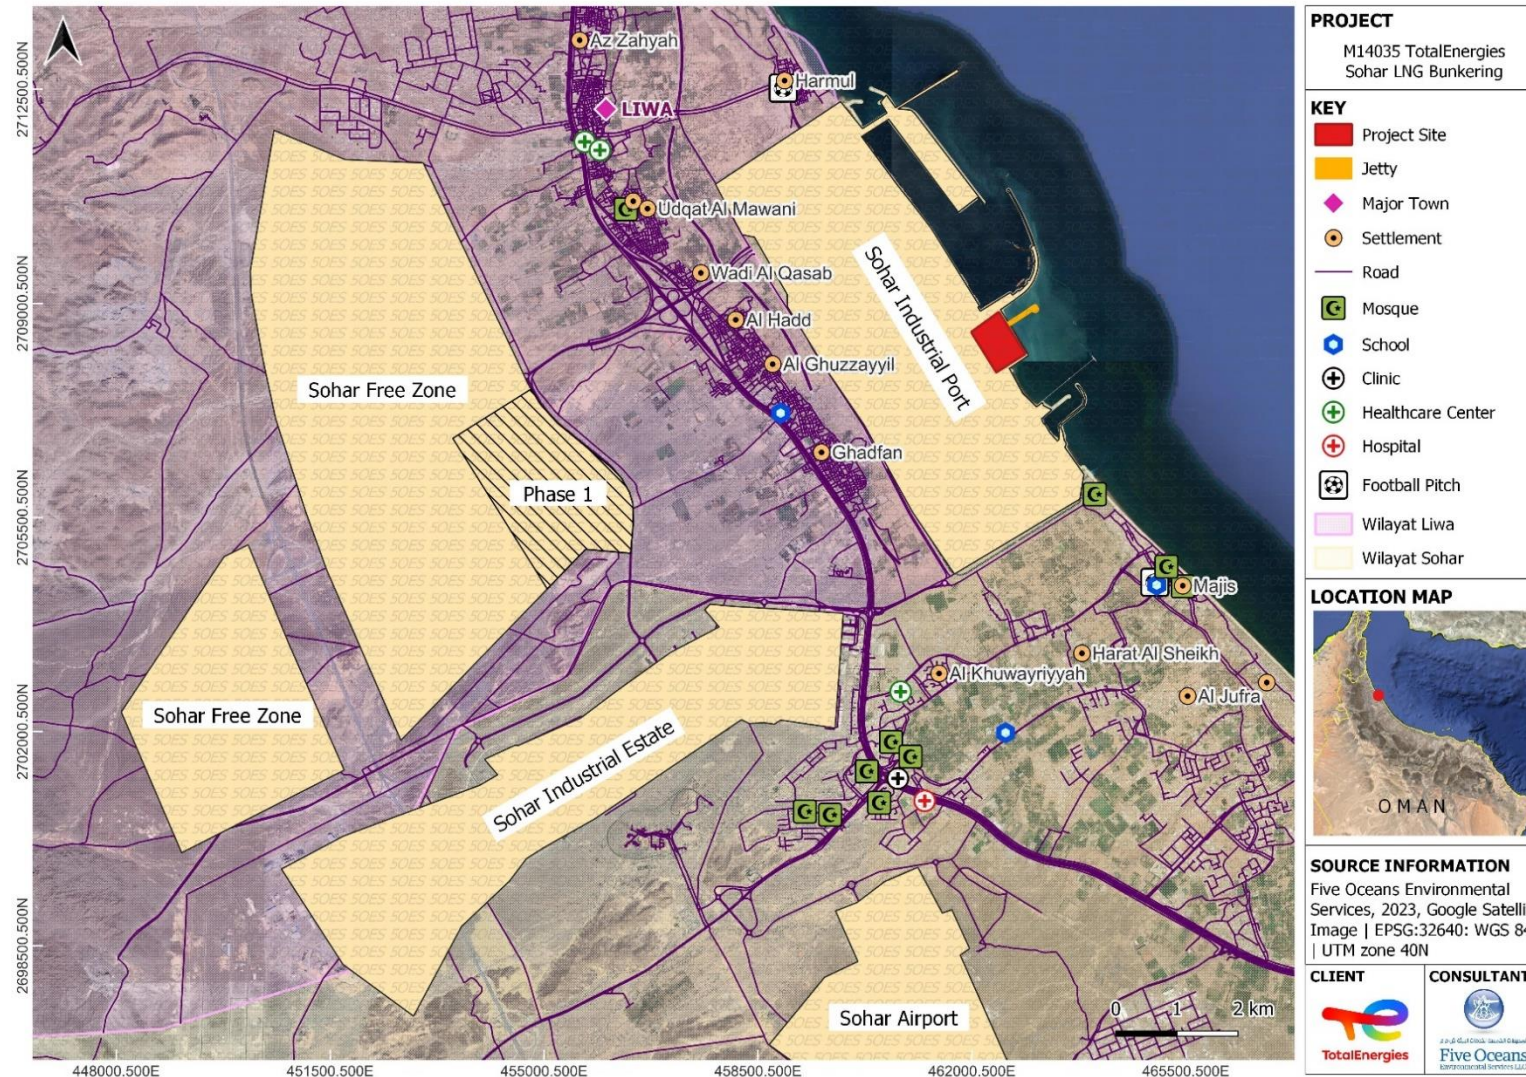 Az Zahyah
Harmul
LIWA
Udqat Al Mawani
Wadi Al Qasab
Al Hadd
Al Ghuzzayyil
Ghadfan
Sohar Industrial Port
Sohar Free Zone
Phase 1
Sohar Free Zone
Sohar Industrial Estate
Majis
Harat Al Sheikh
Al Khuwayriyyah
Al Jufra
Sohar Airport
0 1 2 km
2712500.500N
2709000.500N
2705500.500N
2702000.500N
2698500.500N
448000.500E
451500.500E
455000.500E
458500.500E
462000.500E
465500.500E
PROJECT
M14035 TotalEnergies
Sohar LNG Bunkering
KEY
Project Site
Jetty
Major Town
Settlement
Road
Mosque
School
Clinic
Healthcare Center
Hospital
Football Pitch
Wilayat Liwa
Wilayat Sohar
LOCATION MAP
OMAN
SOURCE INFORMATION
Five Oceans Environmental
Services, 2023, Google Satelli
Image | EPSG:32640: WGS 84
| UTM zone 40N
CLIENT
TotalEnergies
CONSULTANT
Five Oceans
Environmental Services LLC